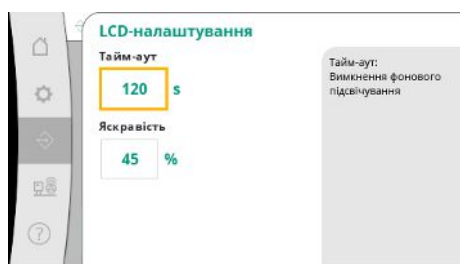 LCD-налаштування
Тайм-аут
120 s
Яскравість
45 %
Тайм-аут:
Вимкнення фонового
підсвічування
?